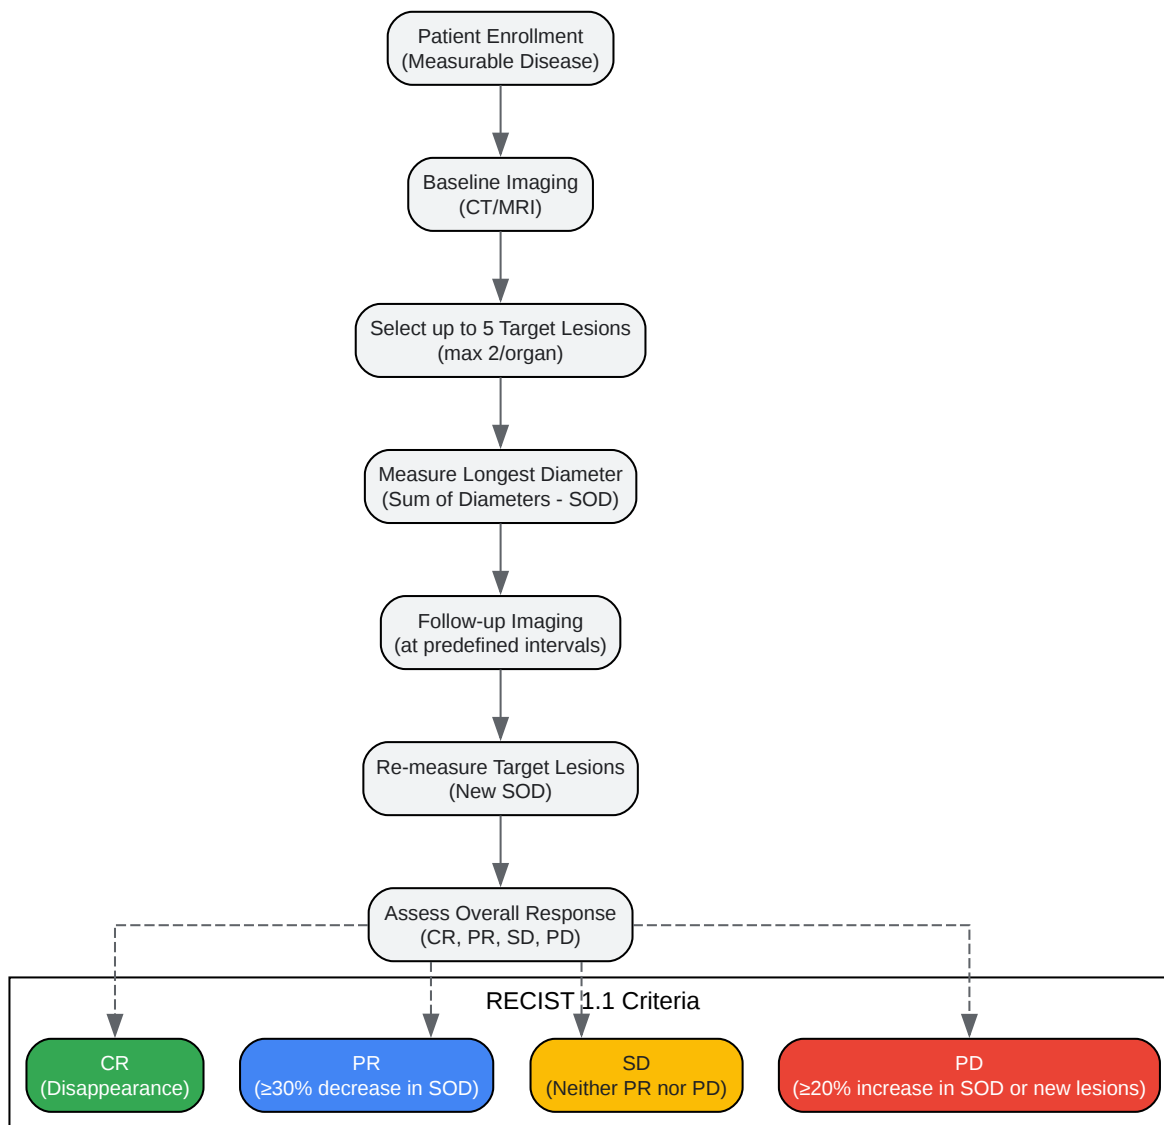 Patient Enrollment
(Measurable Disease)
Baseline Imaging
(CT/MRI)
Select up to 5 Target Lesions
(max 2/organ)
Measure Longest Diameter
(Sum of Diameters - SOD)
Follow-up Imaging
(at predefined intervals)
Re-measure Target Lesions
(New SOD)
Assess Overall Response
(CR, PR, SD, PD)
RECIST 1.1 Criteria
CR
(Disappearance)
PR
(≥30% decrease in SOD)
SD
(Neither PR nor PD)
PD
(≥20% increase in SOD or new lesions)